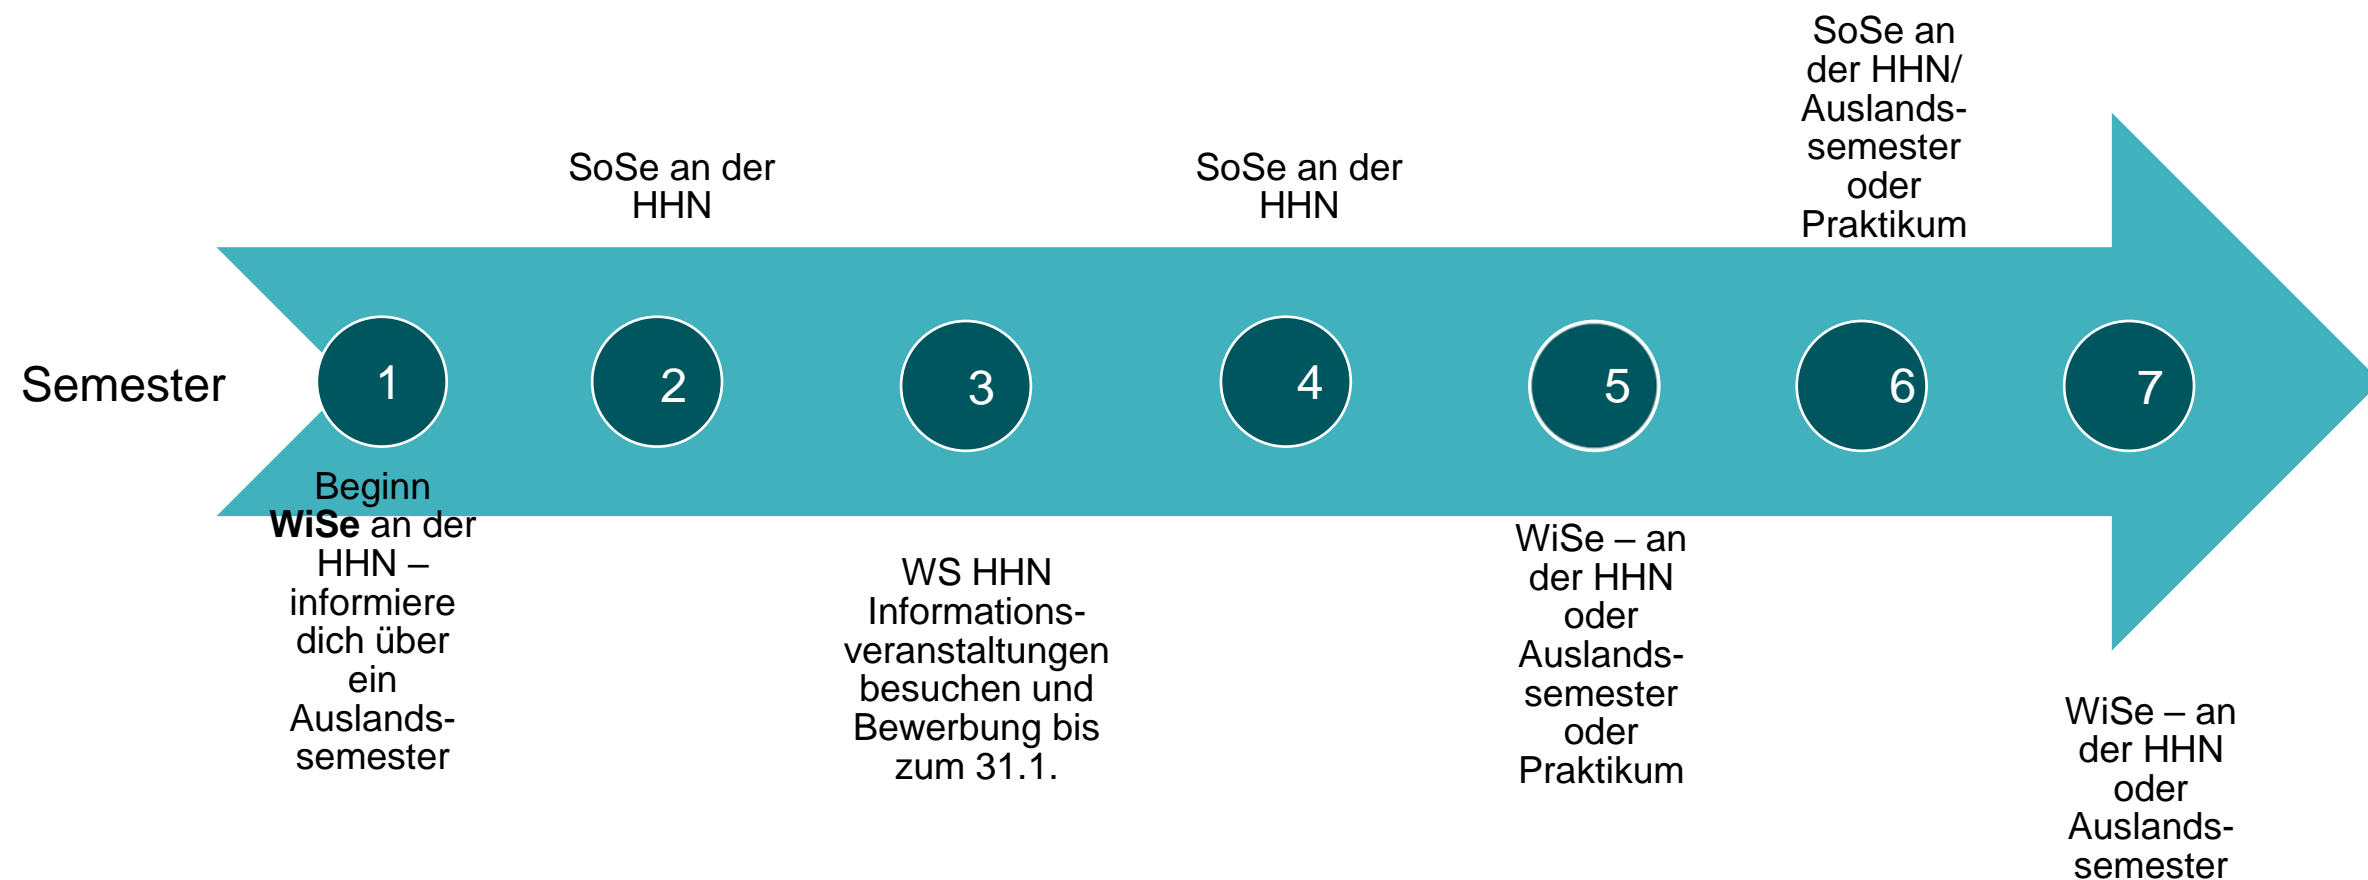 Semester
1
Beginn
WiSe an der
HHN –
informiere
dich über
ein
Auslands-
semester
SoSe an der
HHN
2
3
WS HHN
Informations-
veranstaltungen
besuchen und
Bewerbung bis
zum 31.1.
SoSe an der
HHN
4
5
WiSe – an
der HHN
oder
Auslands-
semester
oder
Praktikum
SoSe an
der HHN/
Auslands-
semester
oder
Praktikum
6
7
WiSe – an
der HHN
oder
Auslands-
semester